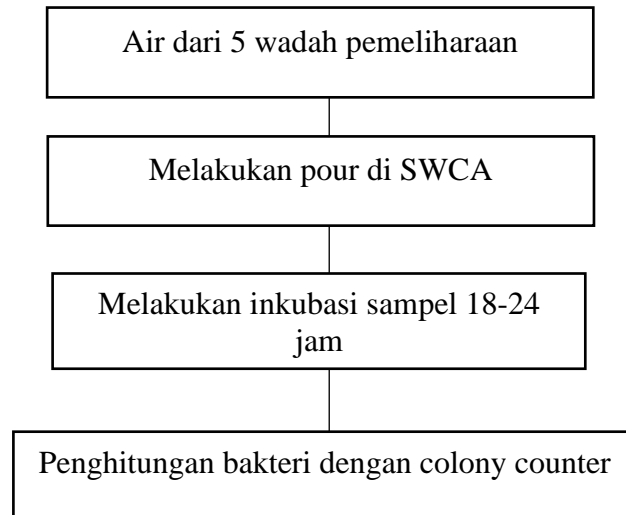 Air dari 5 wadah pemeliharaan
Melakukan pour di SWCA
Melakukan inkubasi sampel 18-24
jam
Penghitungan bakteri dengan colony counter